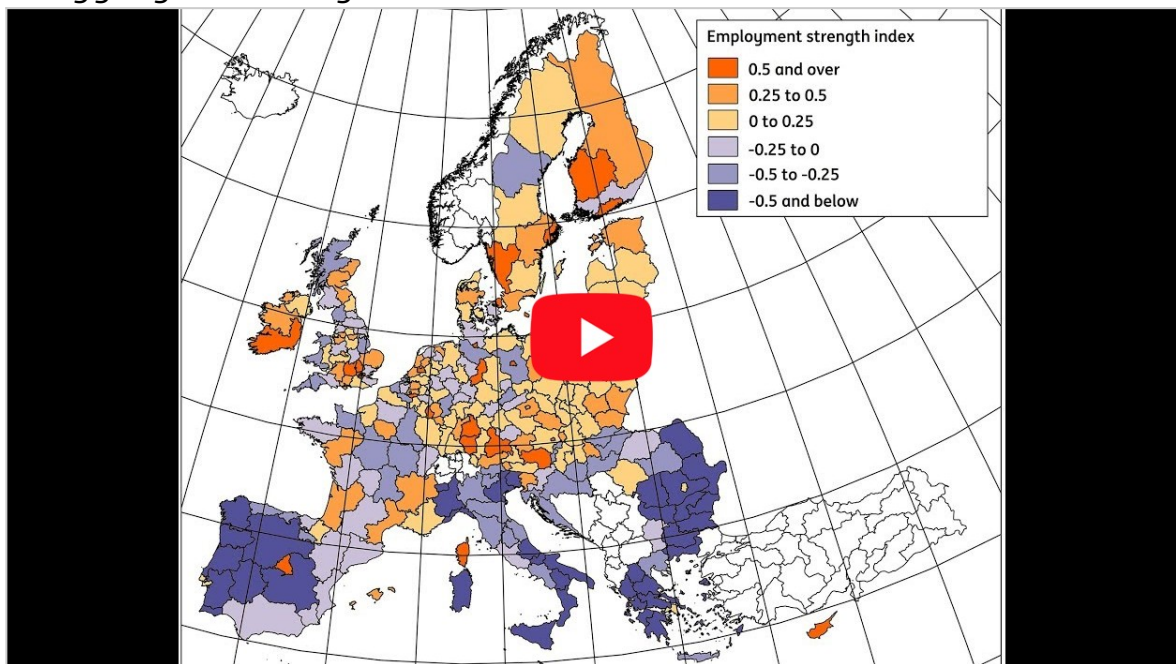 Employment strength index
0.5 and over
0.25 to 0.5
0 to 0.25
-0.25 to 0
-0.5 to -0.25
-0.5 and below